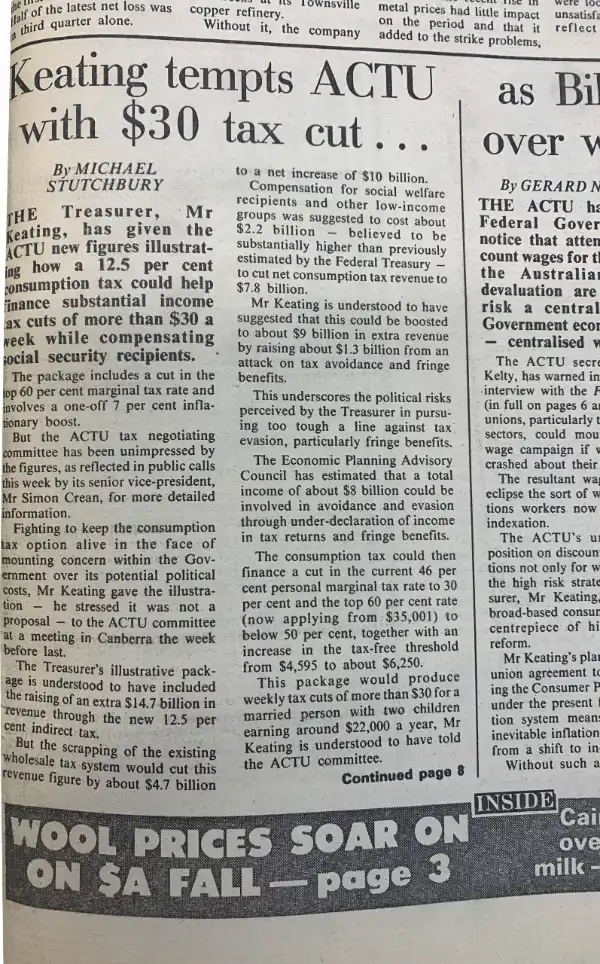 of the latest net loss was
third quarter alone.
copper refinery.
Without it, the company
metal prices had little impact
on the period and that it
added to the strike problems,
reflect
Keating tempts ACTU
with $30 tax cut . . .
By MICHAEL
STUTCHBURY
THE Treasurer, Mr
Keating, has given the
ACTU new figures illustrat-
ing how a 12.5 per cent
consumption tax could help
finance substantial income
tax cuts of more than $30 a
week while compensating
social security recipients.
The package includes a cut in the
top 60 per cent marginal tax rate and
involves a one-off 7 per cent infla-
tionary boost.
But the ACTU tax negotiating
committee has been unimpressed by
the figures, as reflected in public calls
this week by its senior vice-president,
Mr Simon Crean, for more detailed
information.
Fighting to keep the consumption
tax option alive in the face of
mounting concern within the Gov-
ernment over its potential political
costs, Mr Keating gave the illustra-
tion — he stressed it was not a
proposal — to the ACTU committee
at a meeting in Canberra the week
before last.
The Treasurer's illustrative pack-
age is understood to have included
the raising of an extra $14.7 billion in
revenue through the new 12.5 per
cent indirect tax.
But the scrapping of the existing
wholesale tax system would cut this
revenue figure by about $4.7 billion
to a net increase of $10 billion.
Compensation for social welfare
recipients and other low-income
groups was suggested to cost about
$2.2 billion — believed to be
substantially higher than previously
estimated by the Federal Treasury —
to cut net consumption tax revenue to
$7.8 billion.
Mr Keating is understood to have
suggested that this could be boosted
to about $9 billion in extra revenue
by raising about $1.3 billion from an
attack on tax avoidance and fringe
benefits.
This underscores the political risks
perceived by the Treasurer in pursu-
ing too tough a line against tax
evasion, particularly fringe benefits.
The Economic Planning Advisory
Council has estimated that a total
income of about $8 billion could be
involved in avoidance and evasion
through under-declaration of income
in tax returns and fringe benefits.
The consumption tax could then
finance a cut in the current 46 per
cent personal marginal tax rate to 30
per cent and the top 60 per cent rate
(now applying from $35,001) to
below 50 per cent, together with an
increase in the tax-free threshold
from $4,595 to about $6,250.
This package would produce
weekly tax cuts of more than $30 for a
married person with two children
earning around $22,000 a year, Mr
Keating is understood to have told
the ACTU committee.
Continued page 8
as Bil
over w
By GERARD N
THE ACTU ha
Federal Gover
notice that atten
count wages for th
the Australian
devaluation are
risk a central
Government econ
— centralised w
The ACTU secre
Kelty, has warned in
interview with the F
(in full on pages 6 a
unions, particularly t
sectors, could mou
wage campaign if w
crashed about their
The resultant wag
eclipse the sort of w
tions workers now
indexation.
The ACTU's u
position on discoun
tions not only for w
the high risk strate
surer, Mr Keating,
broad-based consum
centrepiece of hi
reform.
Mr Keating's plan
union agreement to
ing the Consumer P
under the present
tion system mean
inevitable inflation
from a shift to in
Without such a
WOOL PRICES SOAR ON
ON $A FALL — page 3
INSIDE
Cai
ove
milk —